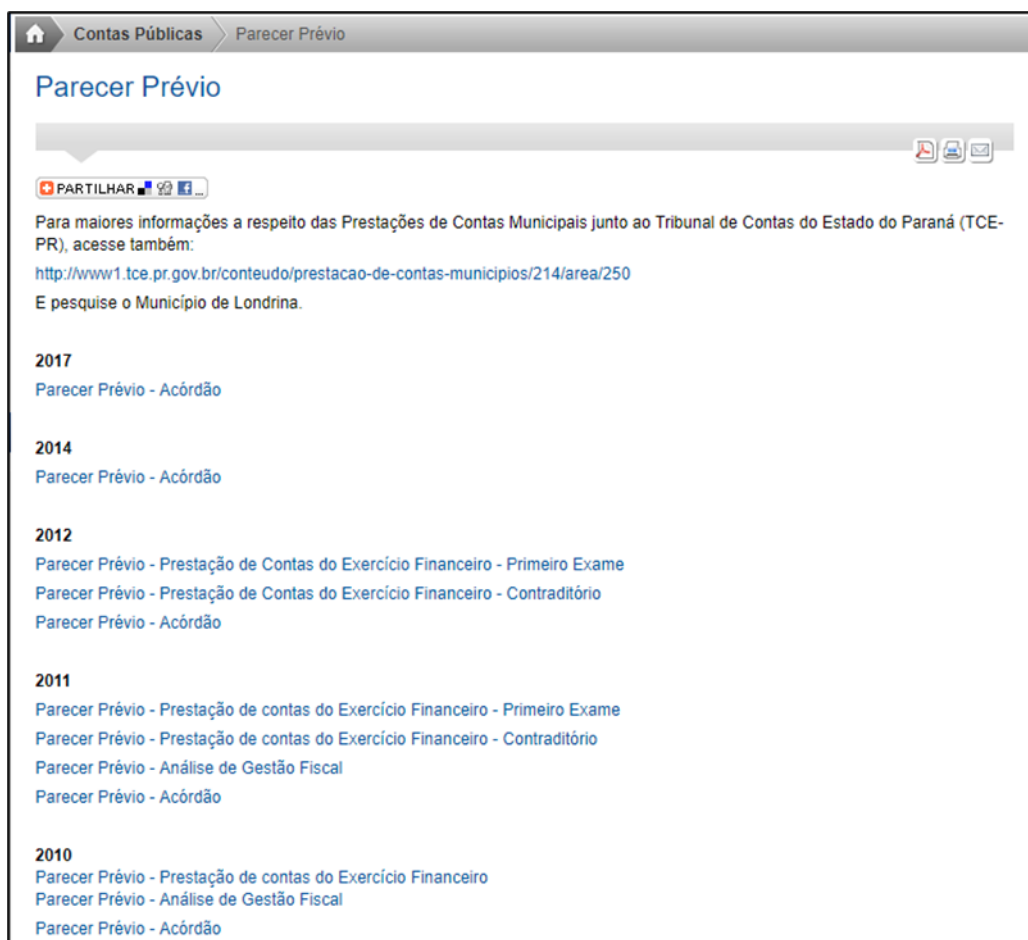 Contas Públicas Parecer Prévio
Parecer Prévio
PARTILHAR ...
Para maiores informações a respeito das Prestações de Contas Municipais junto ao Tribunal de Contas do Estado do Paraná (TCE-
PR), acesse também:
http://www1.tce.pr.gov.br/conteudo/prestacao-de-contas-municipios/214/area/250
E pesquise o Município de Londrina.
2017
Parecer Prévio - Acórdão
2014
Parecer Prévio - Acórdão
2012
Parecer Prévio - Prestação de Contas do Exercício Financeiro - Primeiro Exame
Parecer Prévio - Prestação de Contas do Exercício Financeiro - Contraditório
Parecer Prévio - Acórdão
2011
Parecer Prévio - Prestação de contas do Exercício Financeiro - Primeiro Exame
Parecer Prévio - Prestação de contas do Exercício Financeiro - Contraditório
Parecer Prévio - Análise de Gestão Fiscal
Parecer Prévio - Acórdão
2010
Parecer Prévio - Prestação de contas do Exercício Financeiro
Parecer Prévio - Análise de Gestão Fiscal
Parecer Prévio - Acórdão